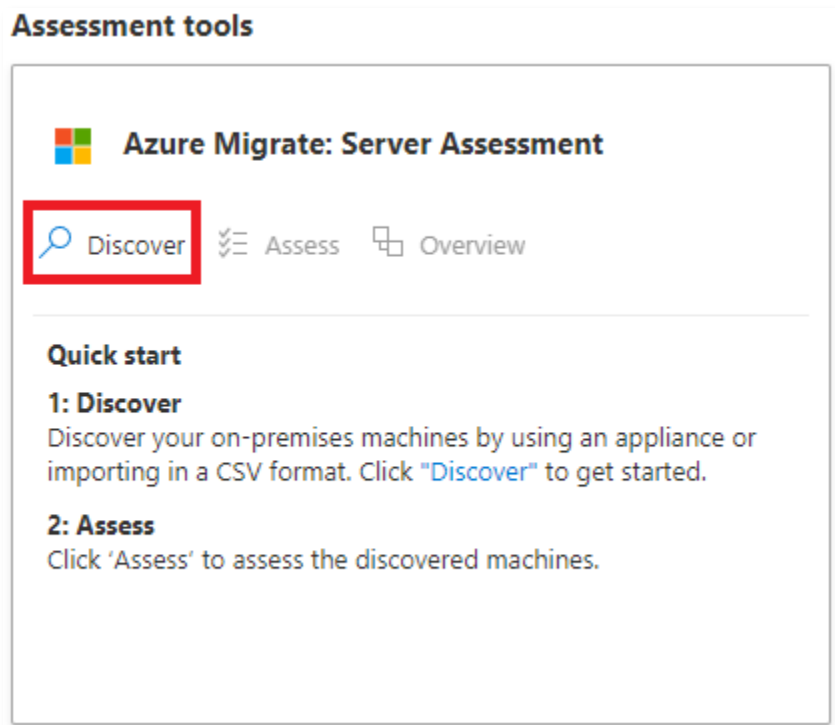 Assessment tools
Azure Migrate: Server Assessment
Discover Assess Overview
Quick start
1: Discover
Discover your on-premises machines by using an appliance or
importing in a CSV format. Click "Discover" to get started.
2: Assess
Click ‘Assess’ to assess the discovered machines.